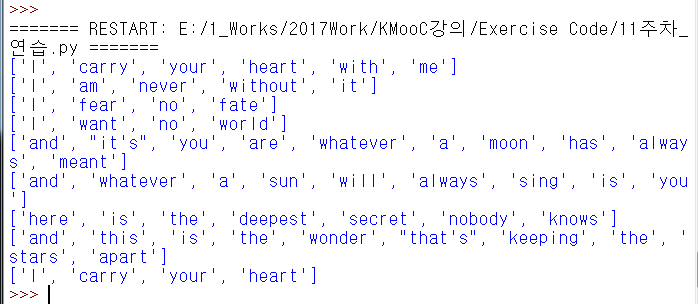 >>>
======= RESTART: E:/1_Works/2017Work/KMooC강의/Exercise Code/11주차_
연습.py =======
['I', 'carry', 'your', 'heart', 'with', 'me']
['I', 'am', 'never', 'without', 'it']
['I', 'fear', 'no', 'fate']
['I', 'want', 'no', 'world']
['and', "it's", 'you', 'are', 'whatever', 'a', 'moon', 'has', 'alway
s', 'meant']
['and', 'whatever', 'a', 'sun', 'will', 'always', 'sing', 'is', 'you
']
['here', 'is', 'the', 'deepest', 'secret', 'nobody', 'knows']
['and', 'this', 'is', 'the', 'wonder', "that's", 'keeping', 'the', '
stars', 'apart']
['I', 'carry', 'your', 'heart']
>>>